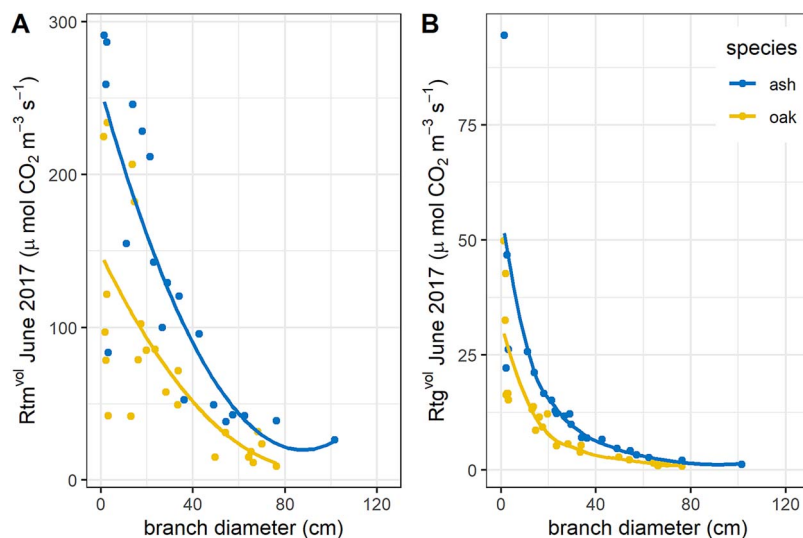 A
Rtm^vol June 2017 (μ mol CO₂ m⁻³ s⁻¹)
300
200
100
0
0 40 80 120
branch diameter (cm)
B
Rtg^vol June 2017 (μ mol CO₂ m⁻³ s⁻¹)
75
50
25
0
0 40 80 120
branch diameter (cm)
species
ash
oak